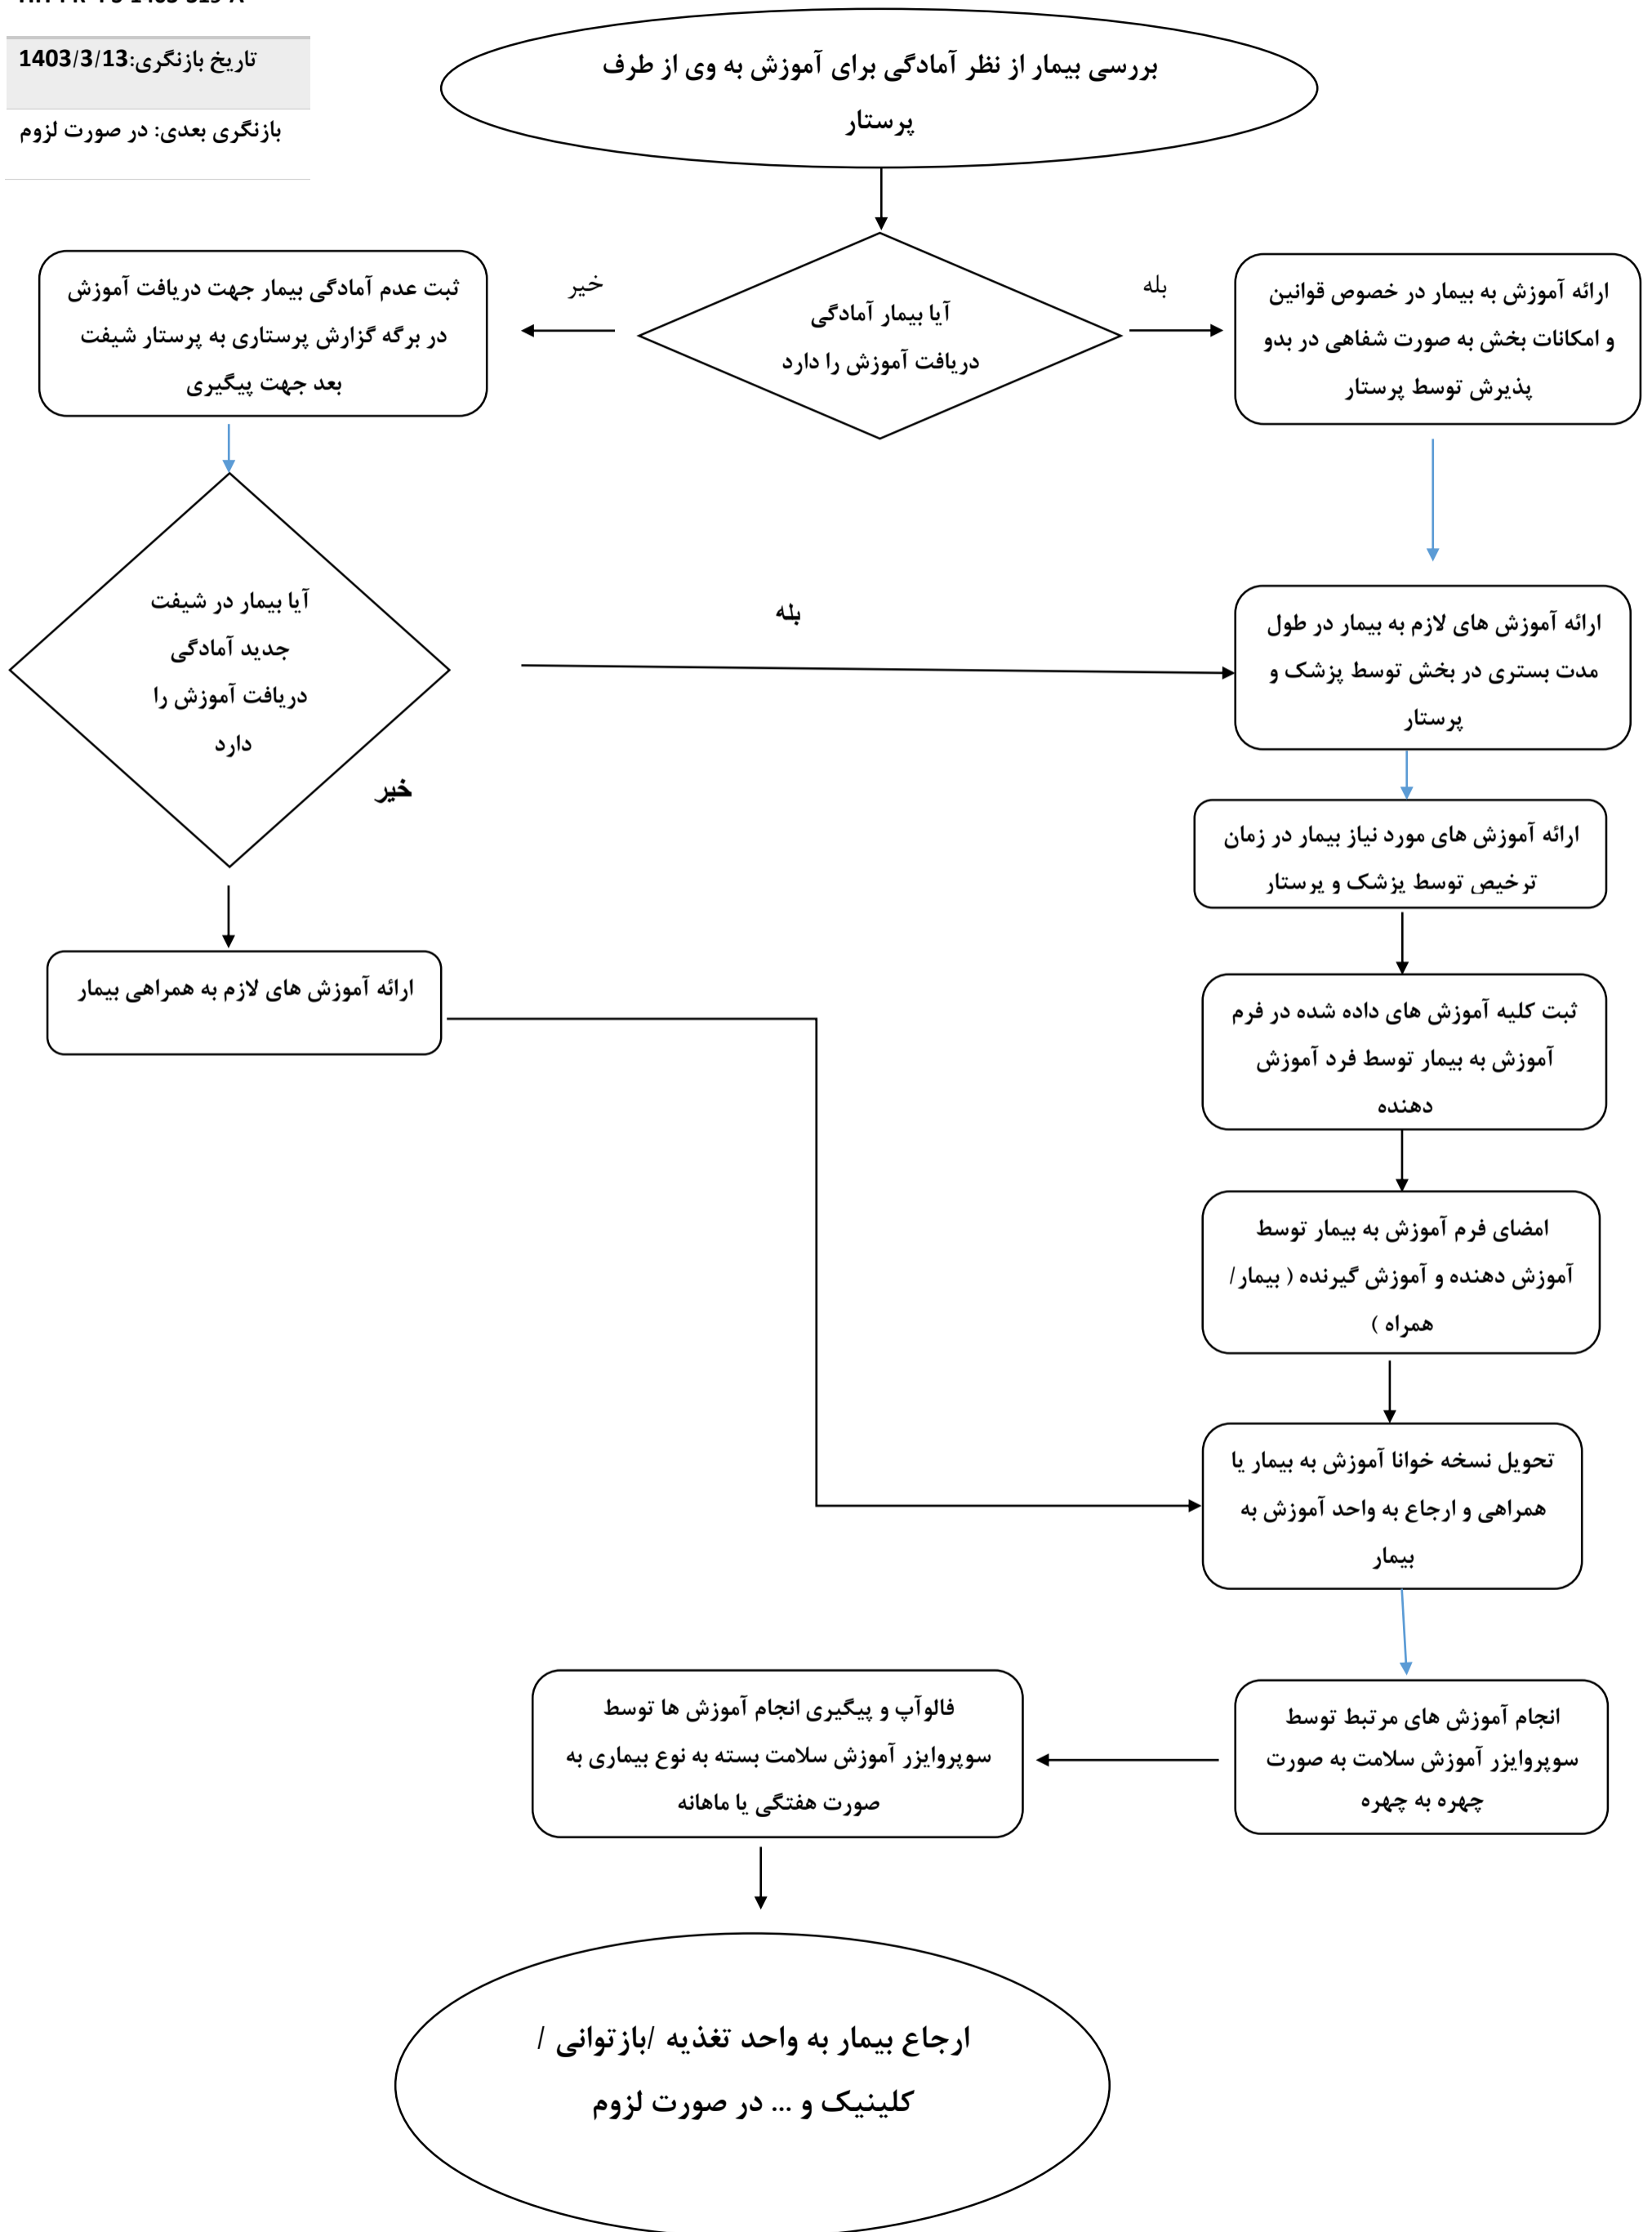 تاریخ بازنگری:1403/3/13
بازنگری بعدی: در صورت لزوم
بررسی بیمار از نظر آمادگی برای آموزش به وی از طرف
پرستار
آیا بیمار آمادگی
دریافت آموزش را دارد
بله
ارائه آموزش به بیمار در خصوص قوانین
و امکانات بخش به صورت شفاهی در بدو
پذیرش توسط پرستار
خیر
ثبت عدم آمادگی بیمار جهت دریافت آموزش
در برگه گزارش پرستاری به پرستار شیفت
بعد جهت پیگیری
آیا بیمار در شیفت
جدید آمادگی
دریافت آموزش را
دارد
بله
خیر
ارائه آموزش های لازم به بیمار در طول
مدت بستری در بخش توسط پزشک و
پرستار
ارائه آموزش های مورد نیاز بیمار در زمان
ترخیص توسط پزشک و پرستار
ارائه آموزش های لازم به همراهی بیمار
ثبت کلیه آموزش های داده شده در فرم
آموزش به بیمار توسط فرد آموزش
دهنده
امضای فرم آموزش به بیمار توسط
آموزش دهنده و آموزش گیرنده ( بیمار/
همراه )
تحویل نسخه خوانا آموزش به بیمار یا
همراهی و ارجاع به واحد آموزش به
بیمار
انجام آموزش های مرتبط توسط
سوپروایزر آموزش سلامت به صورت
چهره به چهره
فالوآپ و پیگیری انجام آموزش ها توسط
سوپروایزر آموزش سلامت بسته به نوع بیماری به
صورت هفتگی یا ماهانه
ارجاع بیمار به واحد تغذیه /بازتوانی /
کلینیک و ... در صورت لزوم